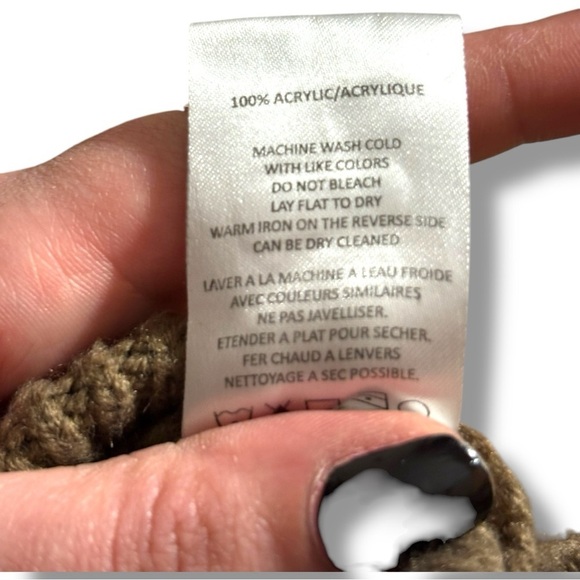 100% ACRYLIC/ACRYLIQUE
MACHINE WASH COLD
WITH LIKE COLORS
DO NOT BLEACH
LAY FLAT TO DRY
WARM IRON ON THE REVERSE SIDE
CAN BE DRY CLEANED
LAVER A LA MACHINE A LEAU FROIDE
AVEC COULEURS SIMILAIRES
NE PAS JAVELLISER.
ETENDER A PLAT POUR SECHER.
FER CHAUD A LENVERS
NETTOYAGE A SEC POSSIBLE.